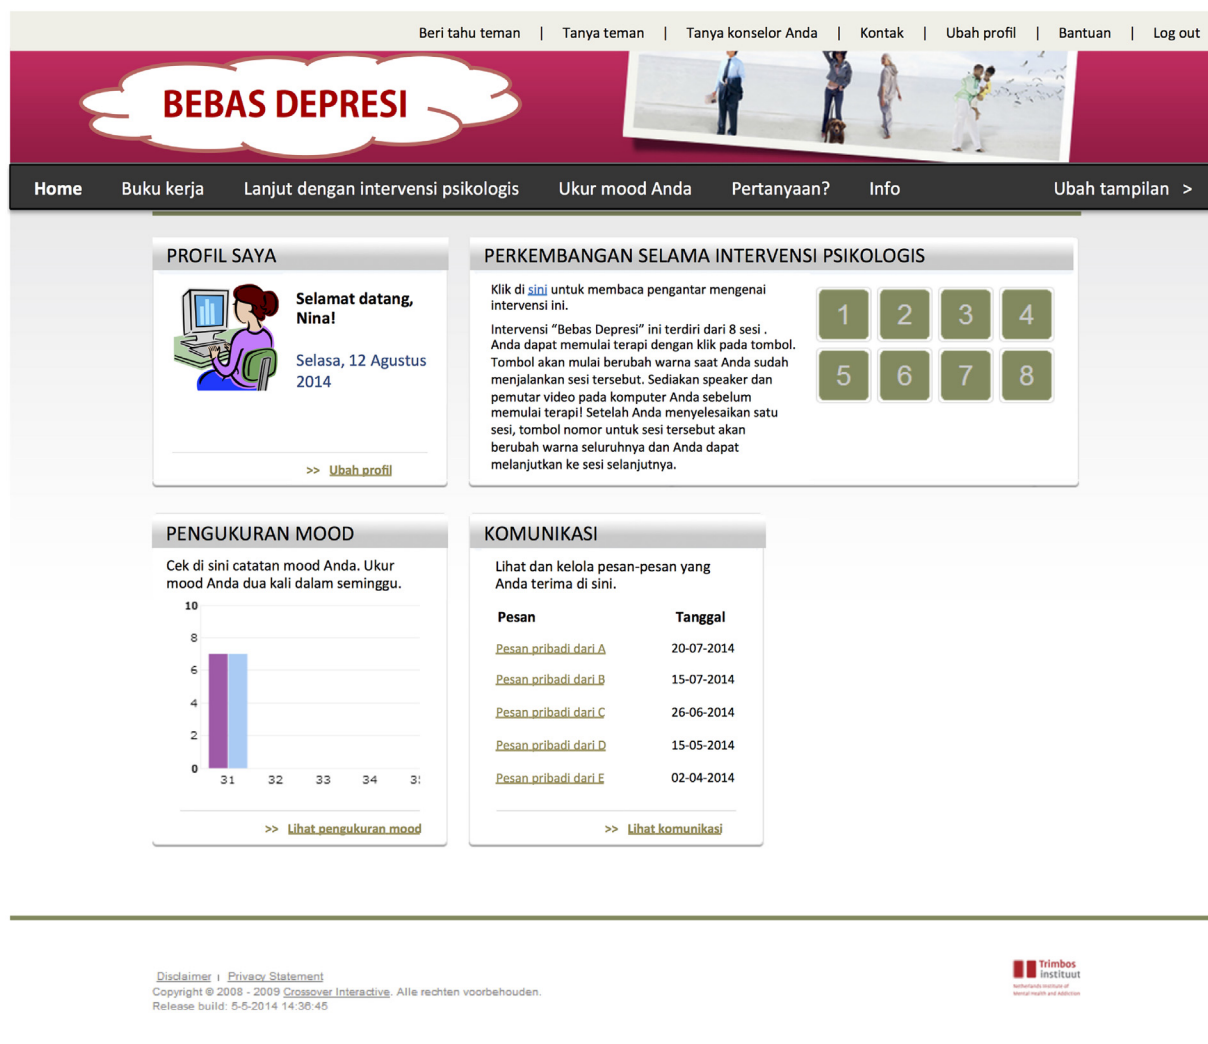 Beri tahu teman | Tanya teman | Tanya konselor Anda | Kontak | Ubah profil | Bantuan | Log out
BEBAS DEPRESI
Home Buku kerja Lanjut dengan intervensi psikologis Ukur mood Anda Pertanyaan? Info Ubah tampilan >
PROFIL SAYA
Selamat datang,
Nina!
Selasa, 12 Agustus
2014
>> Ubah profil
PERKEMBANGAN SELAMA INTERVENSI PSIKOLOGIS
Klik di sini untuk membaca pengantar mengenai
intervensi ini.
Intervensi “Bebas Depresi” ini terdiri dari 8 sesi .
Anda dapat memulai terapi dengan klik pada tombol.
Tombol akan mulai berubah warna saat Anda sudah
menjalankan sesi tersebut. Sediakan speaker dan
pemutar video pada komputer Anda sebelum
memulai terapi! Setelah Anda menyelesaikan satu
sesi, tombol nomor untuk sesi tersebut akan
berubah warna seluruhnya dan Anda dapat
melanjutkan ke sesi selanjutnya.
1 2 3 4
5 6 7 8
PENGUKURAN MOOD
Cek di sini catatan mood Anda. Ukur
mood Anda dua kali dalam seminggu.
10
8
6
4
2
0
31 32 33 34
>> Lihat pengukuran mood
KOMUNIKASI
Lihat dan kelola pesan-pesan yang
Anda terima di sini.
Pesan Tanggal
Pesan pribadi dari A 20-07-2014
Pesan pribadi dari B 15-07-2014
Pesan pribadi dari C 26-06-2014
Pesan pribadi dari D 15-05-2014
Pesan pribadi dari E 02-04-2014
>> Lihat komunikasi
Disclaimer | Privacy Statement
Copyright © 2008 - 2009 Crossover Interactive. Alle rechten voorbehouden.
Release build: 5-5-2014 14:36:45
Trimbos
instituut
Netherlands Institute of
Mental Health and Addiction